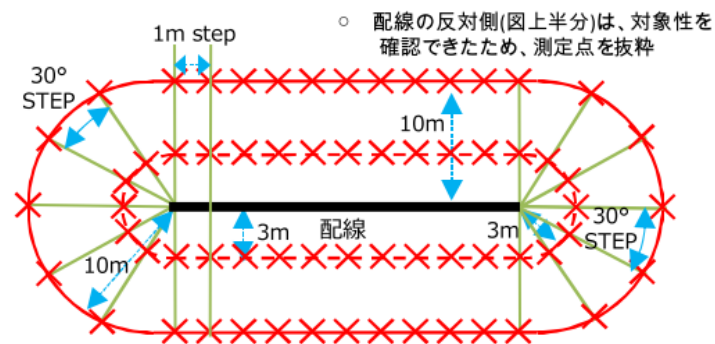 ○ 配線の反対側(図上半分)は、対象性を
確認できたため、測定点を抜粋
1m step
30°
STEP
10m
配線
3m
3m
30°
STEP
10m